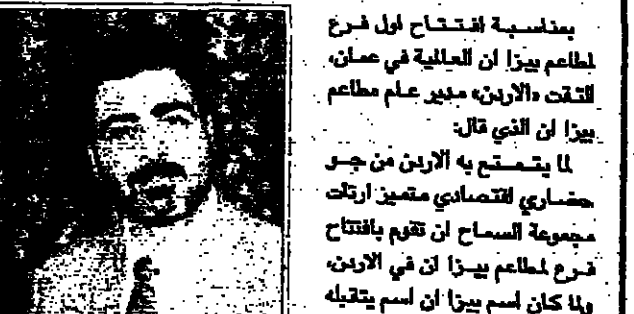 بمناسبة افتتاح اول فرع
لمطاعم بيزا ان العالمية في عمان،
التقت «الاردن» مدير عام مطاعم
بيزا ان الذي قال:
لما يتمتع به الاردن من جو
حضاري اقتصادي متميز ارتات
مجموعة السماح ان تقوم بافتتاح
فرع لمطاعم بيزا ان في الاردن،
ولما كان اسم بيزا ان اسم يتقبله